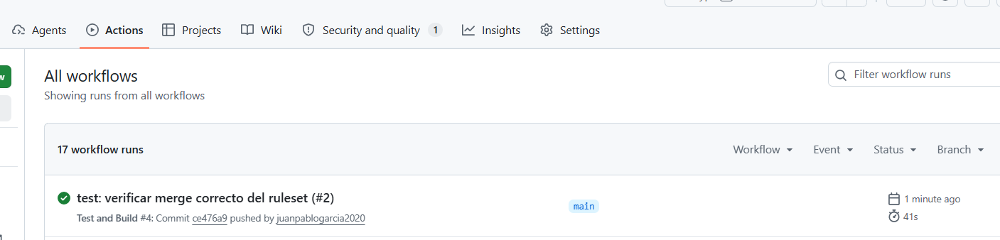 Agents Actions Projects Wiki Security and quality 1 Insights Settings
All workflows
Filter workflow runs
Showing runs from all workflows
17 workflow runs
Workflow Event Status Branch
test: verificar merge correcto del ruleset (#2)
main
1 minute ago
Test and Build #4: Commit ce476a9 pushed by juanpablogarcia2020
41s